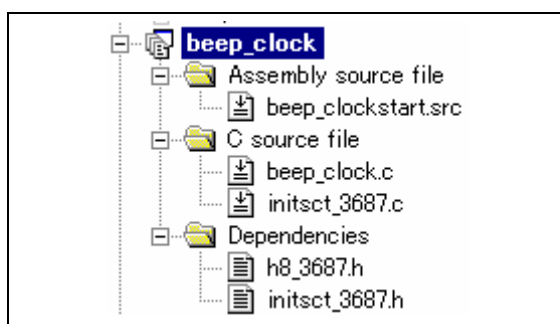 beep_clock
Assembly source file
beep_clockstart.src
C source file
beep_clock.c
initsct_3687.c
Dependencies
h8_3687.h
initsct_3687.h